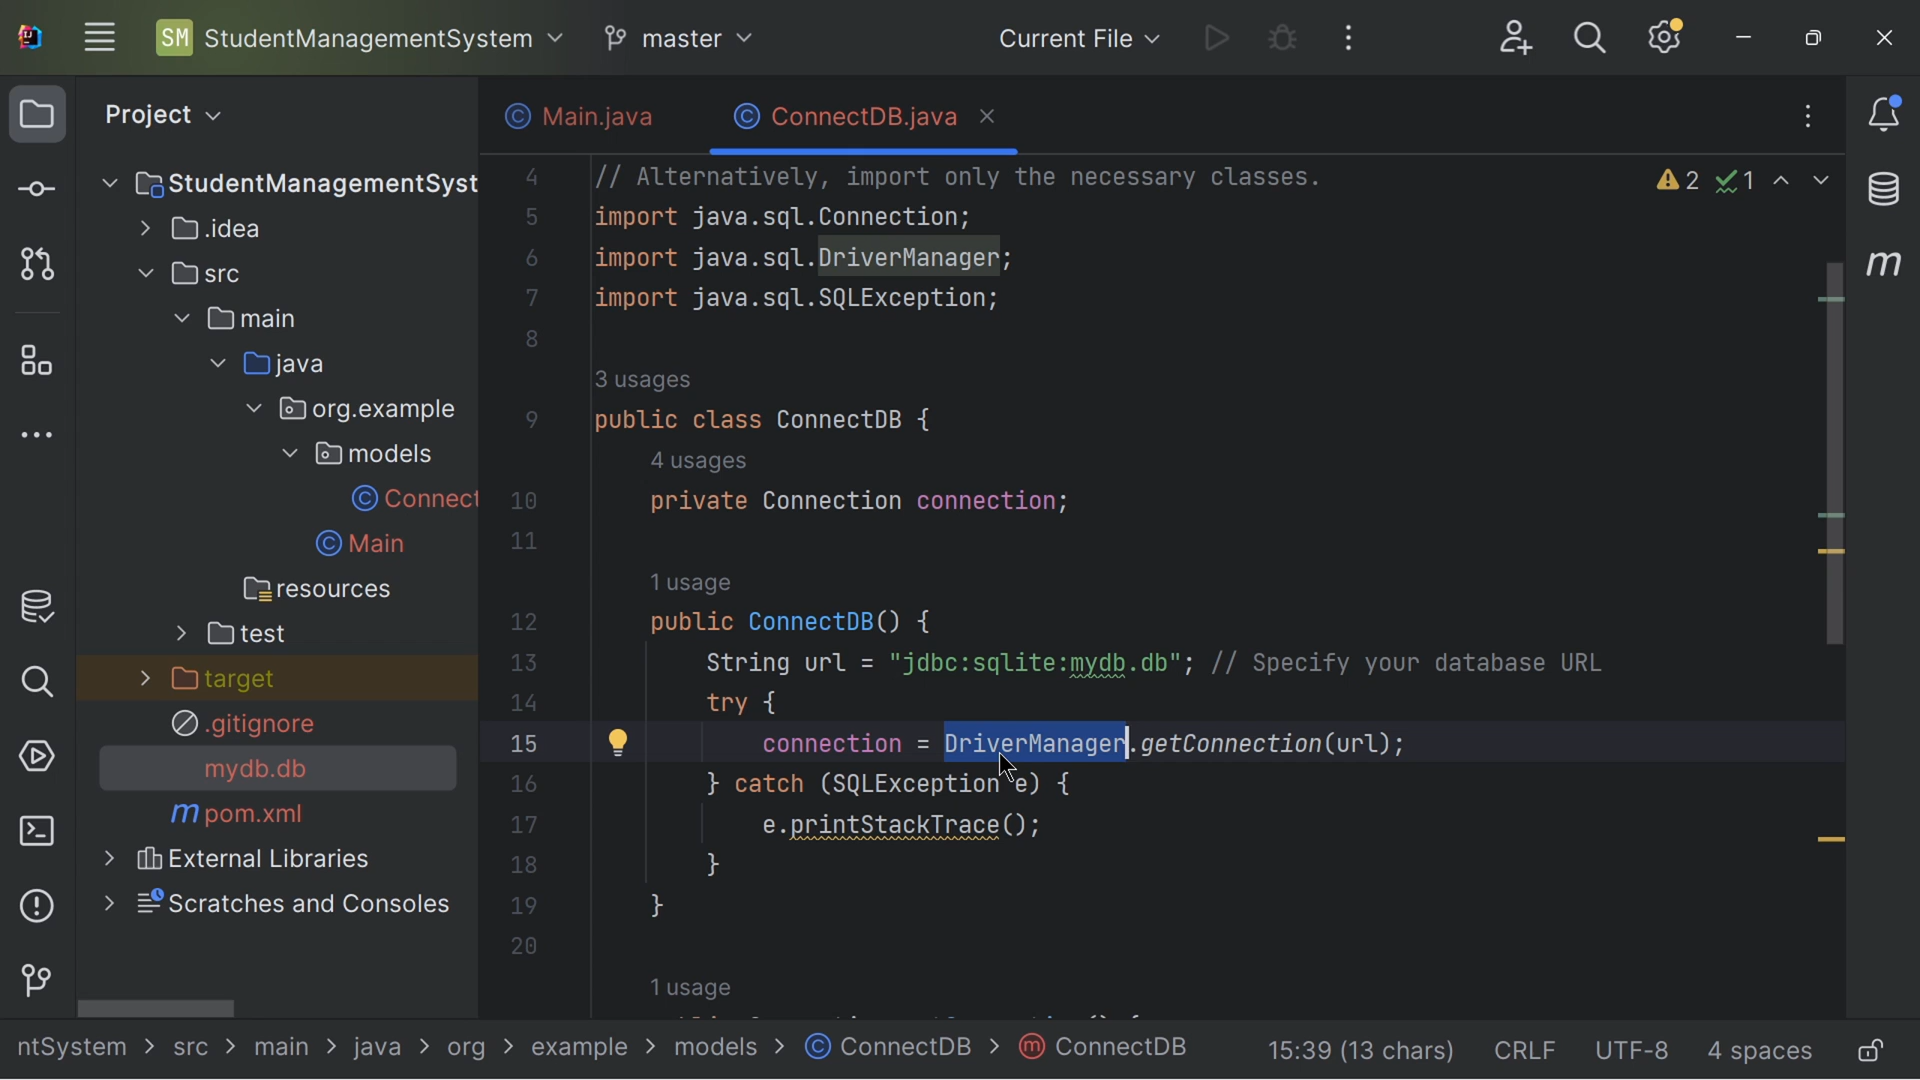 SM StudentManagementSystem master Current File
Project
StudentManagementSyst
.idea
src
main
java
org.example
models
Connect
Main
resources
test
target
.gitignore
mydb.db
m pom.xml
External Libraries
Scratches and Consoles
Main.java ConnectDB.java
2 1
4 // Alternatively, import only the necessary classes.
5 import java.sql.Connection;
6 import java.sql.DriverManager;
7 import java.sql.SQLException;
8
3 usages
9 public class ConnectDB {
4 usages
10 private Connection connection;
11
1 usage
12 public ConnectDB() {
13 String url = "jdbc:sqlite:mydb.db"; // Specify your database URL
14 try {
15 connection = DriverManager.getConnection(url);
16 } catch (SQLException e) {
17 e.printStackTrace();
18 }
19 }
20
1 usage
m
ntSystem > src > main > java > org > example > models > ConnectDB > ConnectDB 15:39 (13 chars) CRLF UTF-8 4 spaces